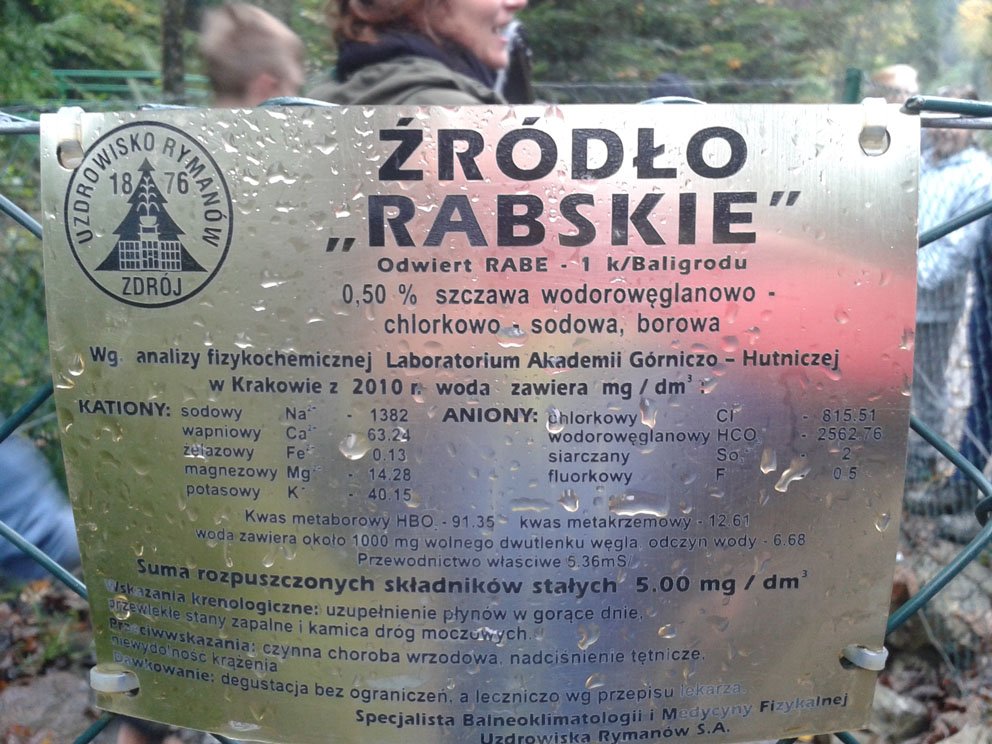 UZDROWISKO RYMANÓW
1876
ZDRÓJ
ŹRÓDŁO
„RABSKIE”
Odwiert RABE - 1 k/Baligrodu
0,50 % szczawa wodorowęglanowo -
chlorkowo - sodowa, borowa
Wg. analizy fizykochemicznej Laboratorium Akademii Górniczo – Hutniczej
w Krakowie z 2010 r. woda zawiera mg / dm³ :
KATIONY: sodowy Na - 1382 ANIONY: chlorkowy Cl - 815.51
wapniowy Ca - 63.24 wodorowęglanowy HCO - 2562.76
żelazowy Fe - 0.13 siarczany So - 2
magnezowy Mg - 14.28 fluorkowy F - 0.5
potasowy K - 40.15
Kwas metaborowy HBO - 91.35 kwas metakrzemowy - 12.61
woda zawiera około 1000 mg wolnego dwutlenku węgla, odczyn wody - 6.68
Przewodnictwo właściwe 5.36mS/
Suma rozpuszczonych składników stałych 5.00 mg / dm³
Wskazania krenologiczne: uzupełnienie płynów w gorące dnie,
przewlekłe stany zapalne i kamica dróg moczowych.
Przeciwwskazania: czynna choroba wrzodowa, nadciśnienie tętnicze,
niewydolność krążenia
Dawkowanie: degustacja bez ograniczeń, a leczniczo wg przepisu lekarza.
Specjalista Balneoklimatologii i Medycyny Fizykalnej
Uzdrowiska Rymanów S.A.